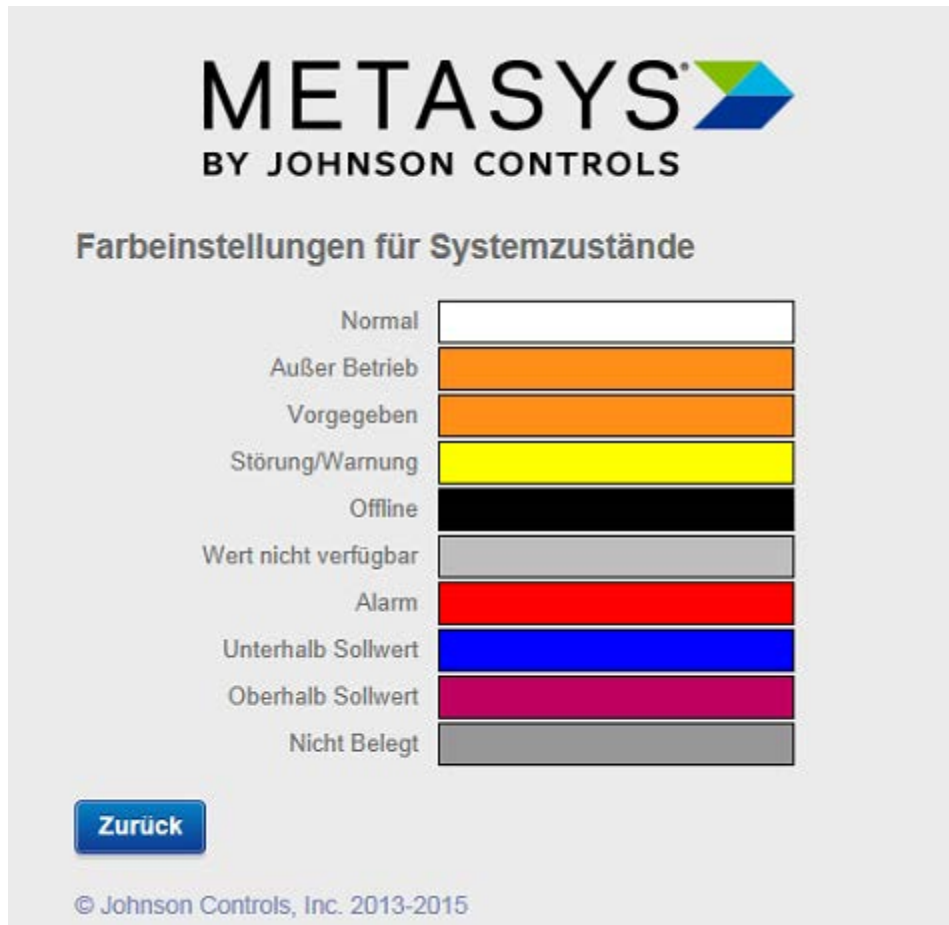 METASYS
BY JOHNSON CONTROLS
Farbeinstellungen für Systemzustände
Normal
Außer Betrieb
Vorgegeben
Störung/Warnung
Offline
Wert nicht verfügbar
Alarm
Unterhalb Sollwert
Oberhalb Sollwert
Nicht Belegt
Zurück
© Johnson Controls, Inc. 2013-2015